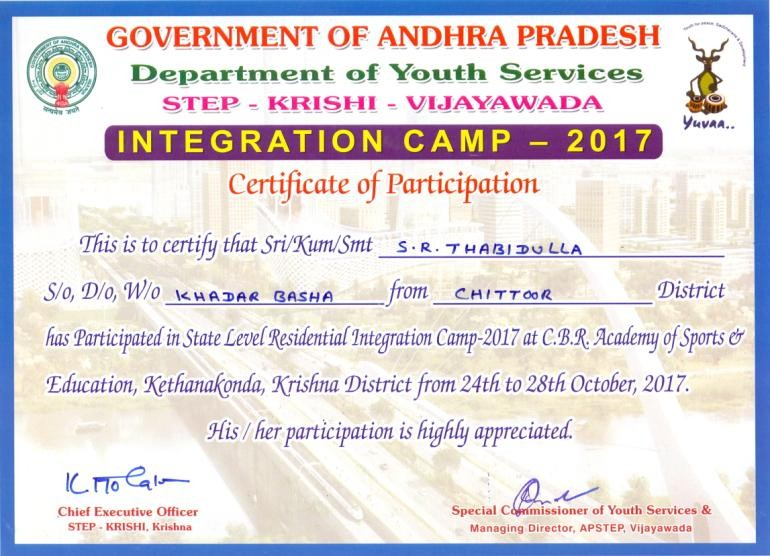 GOVERNMENT OF ANDHRA PRADESH
Department of Youth Services
STEP - KRISHI - VIJAYAWADA
INTEGRATION CAMP – 2017
Yuvaa..
Certificate of Participation
This is to certify that Sri/Kum/Smt S.R. THABIDULLA
S/o, D/o, W/o KHADAR BASHA from CHITTOOR District
has Participated in State Level Residential Integration Camp-2017 at C.B.R. Academy of Sports &
Education, Kethanakonda, Krishna District from 24th to 28th October, 2017.
His / her participation is highly appreciated.
Chief Executive Officer
STEP - KRISHI, Krishna
Special Commissioner of Youth Services &
Managing Director, APSTEP, Vijayawada